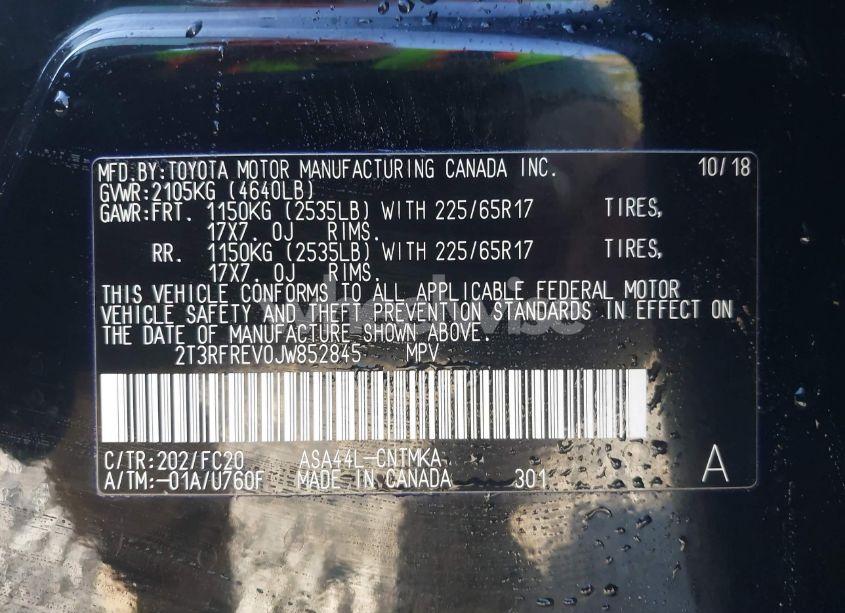 MFD.BY:TOYOTA MOTOR MANUFACTURING CANADA INC. 10/18
GVWR:2105KG (4640LB)
GAWR:FRT. 1150KG (2535LB) WITH 225/65R17 TIRES,
17X7.0J RIMS.
RR. 1150KG (2535LB) WITH 225/65R17 TIRES,
17X7.0J RIMS.
THIS VEHICLE CONFORMS TO ALL APPLICABLE FEDERAL MOTOR
VEHICLE SAFETY AND THEFT PREVENTION STANDARDS IN EFFECT ON
THE DATE OF MANUFACTURE SHOWN ABOVE.
2T3RFREV0JW852845 MPV
C/TR:202/FC20 ASA44L-CNTMKA
A/TM:-01A/U760F MADE IN CANADA 301 A